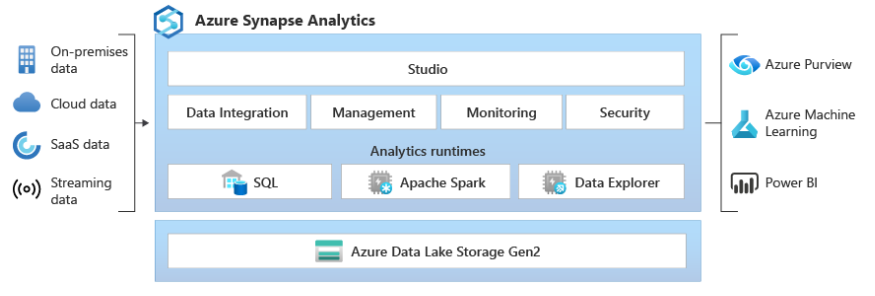 Azure Synapse Analytics
On-premises
data
Cloud data
SaaS data
Streaming
data
Studio
Data Integration
Management
Monitoring
Security
Analytics runtimes
SQL
Apache Spark
Data Explorer
Azure Data Lake Storage Gen2
Azure Purview
Azure Machine
Learning
Power BI